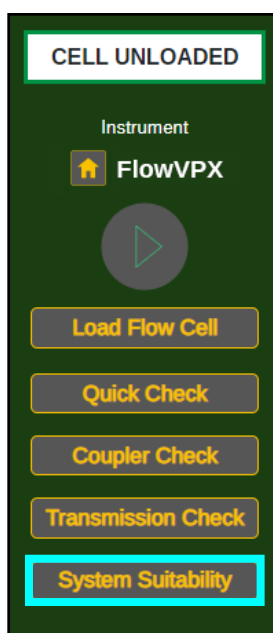 CELL UNLOADED
Instrument
FlowVPX
Load Flow Cell
Quick Check
Coupler Check
Transmission Check
System Suitability